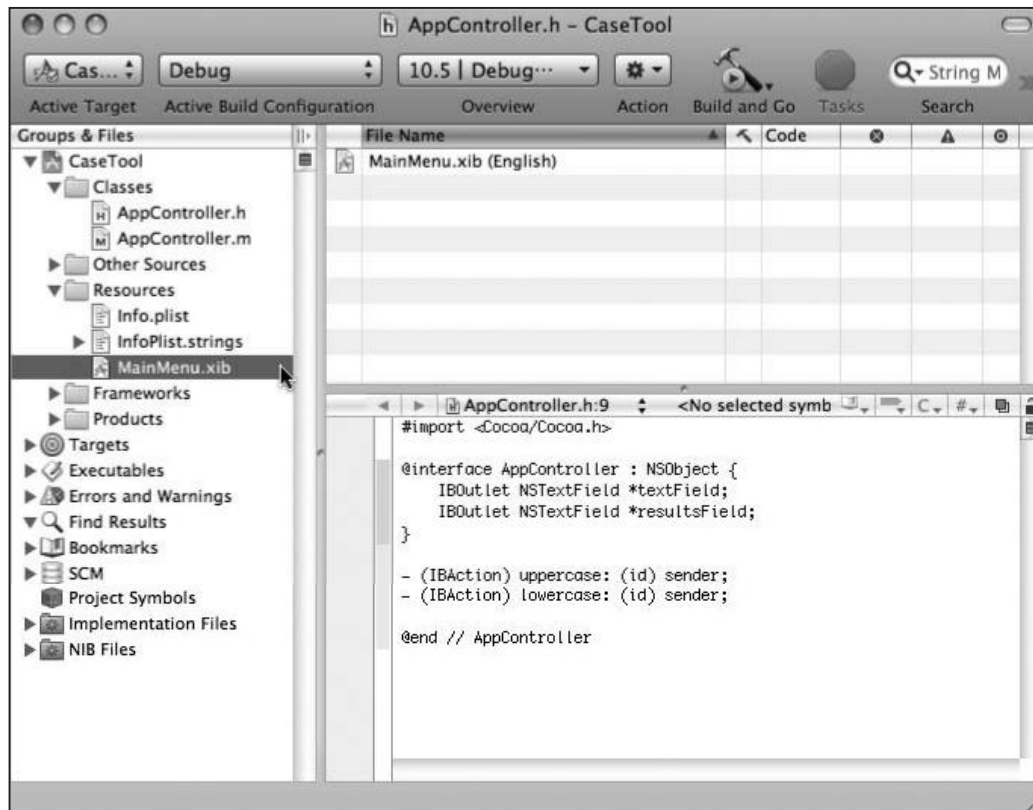 AppController.h – CaseTool
Cas... Debug 10.5 | Debug... String M
Active Target Active Build Configuration Overview Action Build and Go Tasks Search
Groups & Files
CaseTool
Classes
AppController.h
AppController.m
Other Sources
Resources
Info.plist
InfoPlist.strings
MainMenu.xib
Frameworks
Products
Targets
Executables
Errors and Warnings
Find Results
Bookmarks
SCM
Project Symbols
Implementation Files
NIB Files
File Name Code
MainMenu.xib (English)
AppController.h:9 <No selected symb C #
#import <Cocoa/Cocoa.h>
@interface AppController : NSObject {
IBOutlet NSTextField *textField;
IBOutlet NSTextField *resultsField;
}
- (IBAction) uppercase: (id) sender;
- (IBAction) lowercase: (id) sender;
@end // AppController